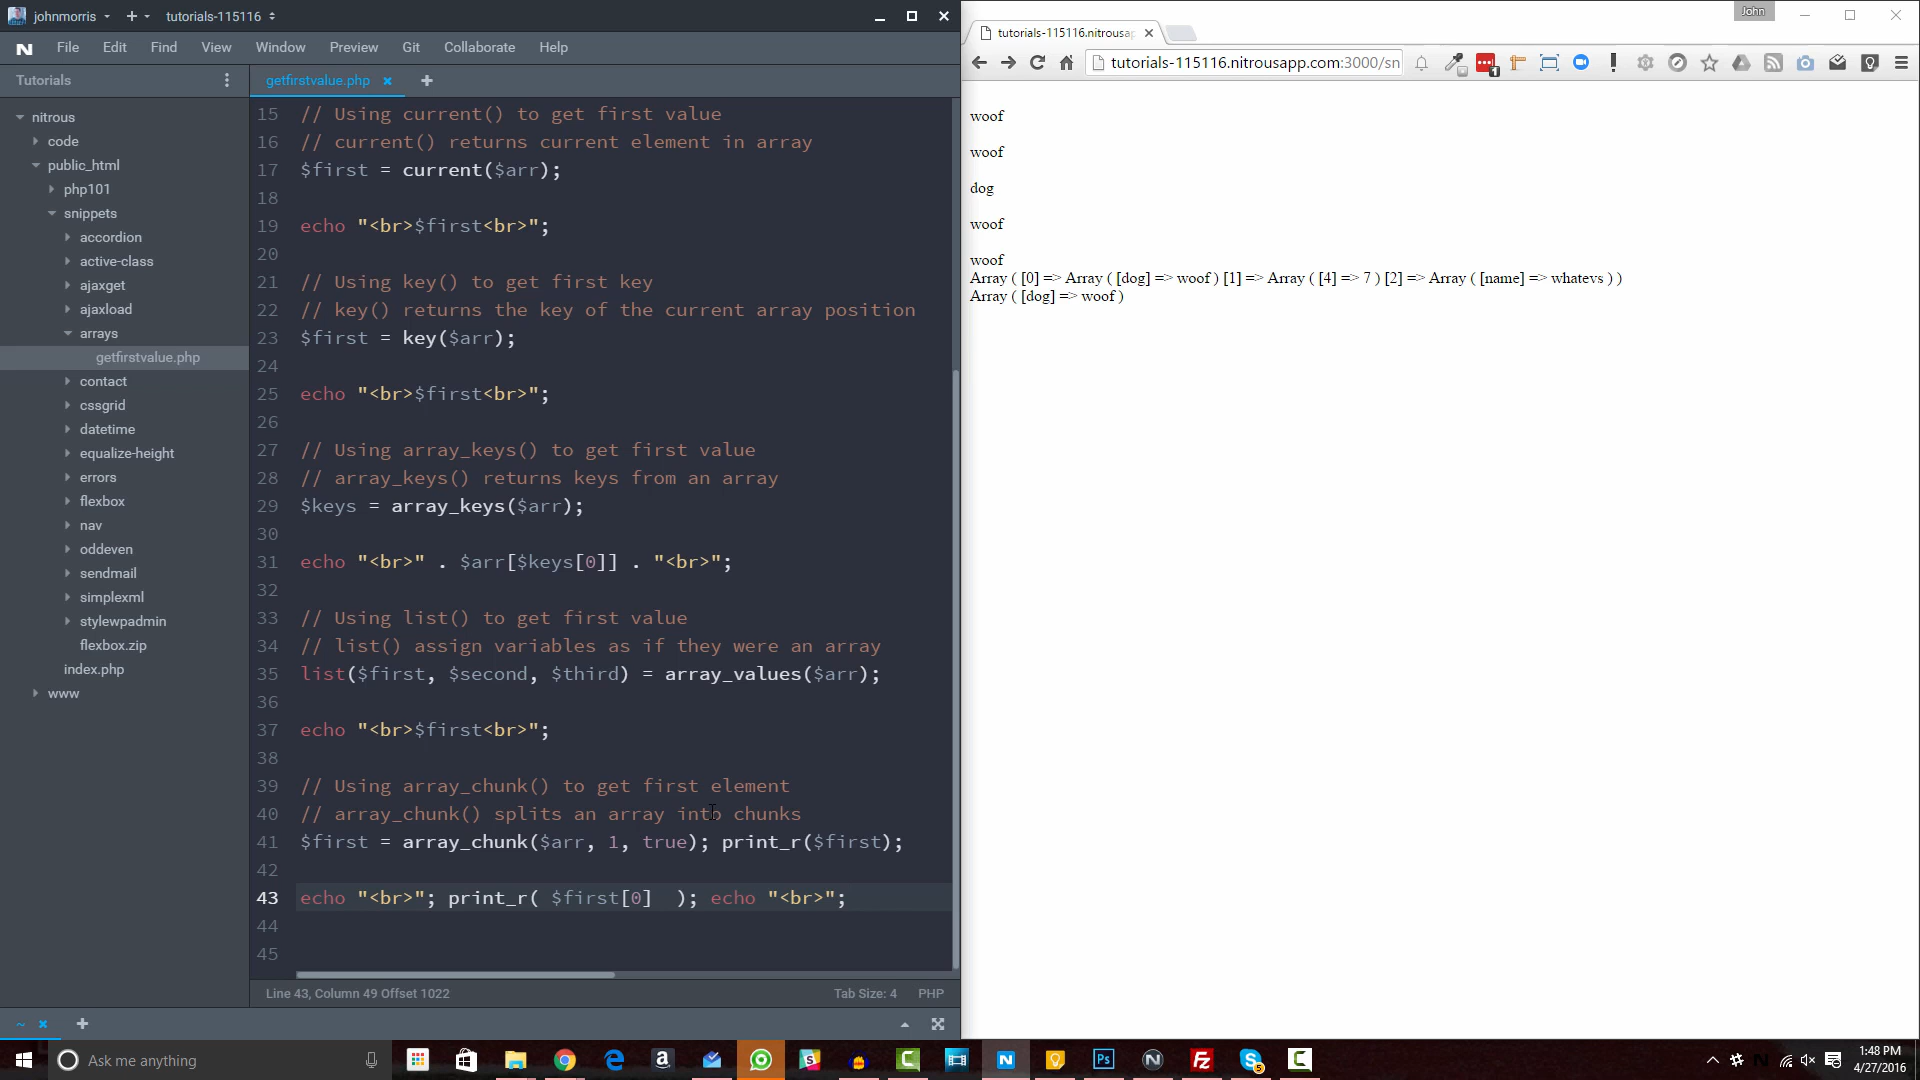 johnmorris
tutorials-115116
File Edit Find View Window Preview Git Collaborate Help
Tutorials
nitrous
code
public_html
php101
snippets
accordion
active-class
ajaxget
ajaxload
arrays
getfirstvalue.php
contact
cssgrid
datetime
equalize-height
errors
flexbox
nav
oddeven
sendmail
simplexml
stylewpadmin
flexbox.zip
index.php
www
getfirstvalue.php
15 // Using current() to get first value
16 // current() returns current element in array
17 $first = current($arr);
18
19 echo "<br>$first<br>";
20
21 // Using key() to get first key
22 // key() returns the key of the current array position
23 $first = key($arr);
24
25 echo "<br>$first<br>";
26
27 // Using array_keys() to get first value
28 // array_keys() returns keys from an array
29 $keys = array_keys($arr);
30
31 echo "<br>" . $arr[$keys[0]] . "<br>";
32
33 // Using list() to get first value
34 // list() assign variables as if they were an array
35 list($first, $second, $third) = array_values($arr);
36
37 echo "<br>$first<br>";
38
39 // Using array_chunk() to get first element
40 // array_chunk() splits an array into chunks
41 $first = array_chunk($arr, 1, true); print_r($first);
42
43 echo "<br>"; print_r( $first[0]  ); echo "<br>";
44
45
Line 43, Column 49 Offset 1022
Tab Size: 4 PHP
~
John
tutorials-115116.nitrousap
tutorials-115116.nitrousapp.com:3000/sn
woof
woof
dog
woof
woof
Array ( [0] => Array ( [dog] => woof ) [1] => Array ( [4] => 7 ) [2] => Array ( [name] => whatevs ) )
Array ( [dog] => woof )
Ask me anything
1:48 PM
4/27/2016